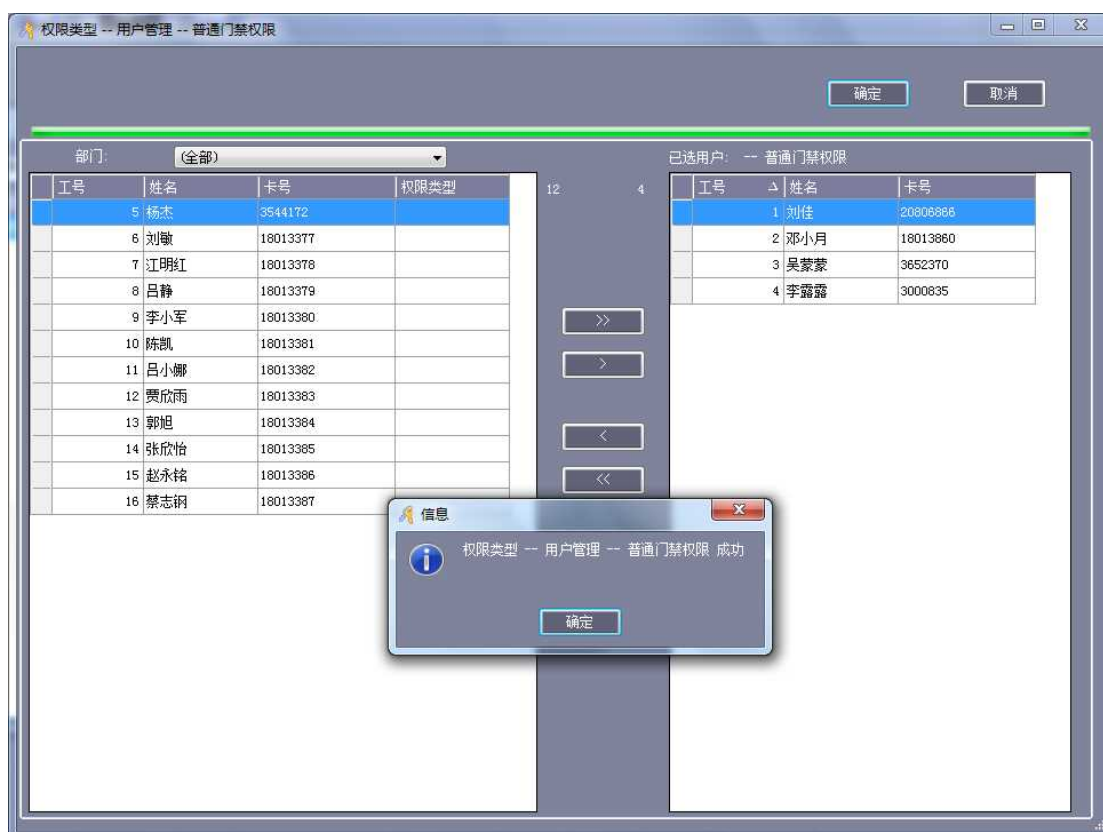 权限类型 -- 用户管理 -- 普通门禁权限
确定 取消
部门: (全部) 已选用户: -- 普通门禁权限
工号 姓名 卡号 权限类型 12 4 工号 姓名 卡号
5 杨杰 3544172 1 刘佳 20806866
6 刘敏 18013377 2 邓小月 18013860
7 江明红 18013378 3 吴蒙蒙 3652370
8 吕静 18013379 4 李露露 3000835
9 李小军 18013380 >>
10 陈凯 18013381
11 吕小娜 18013382 >
12 贾欣雨 18013383
13 郭旭 18013384 <
14 张欣怡 18013385
15 赵永铭 18013386 <<
16 蔡志钢 18013387
信息
权限类型 -- 用户管理 -- 普通门禁权限 成功
确定